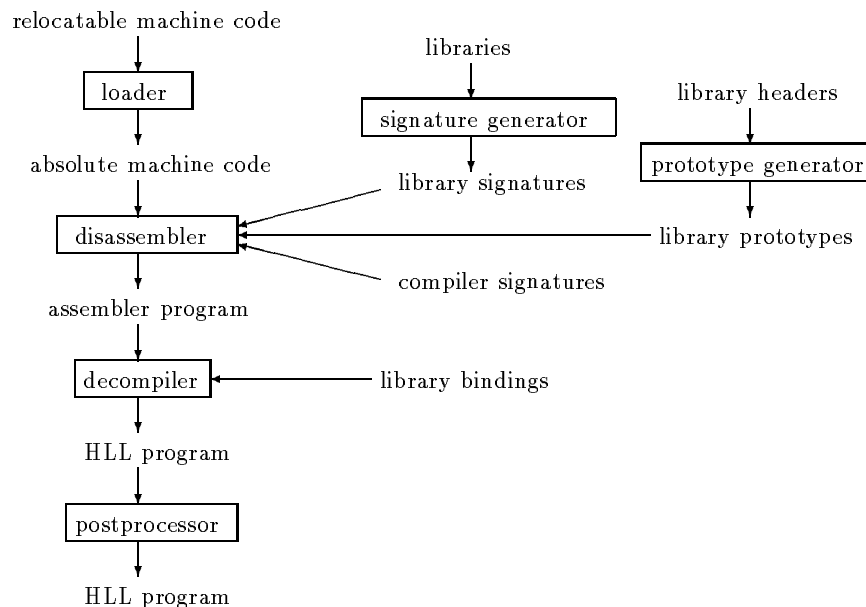 relocatable machine code
libraries
loader
library headers
signature generator
absolute machine code
prototype generator
library signatures
disassembler
library prototypes
compiler signatures
assembler program
decompiler
library bindings
HLL program
postprocessor
HLL program